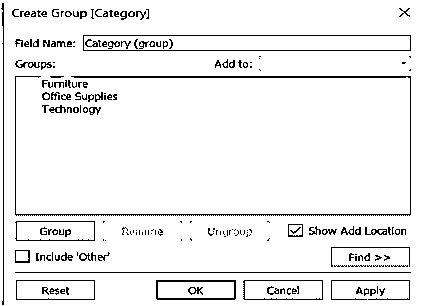 Create Group [Category]
Field Name: Category (group)
Groups: Add to:
Furniture
Office Supplies
Technology
Group Rename Ungroup Show Add Location
Include 'Other' Find >>
Reset OK Cancel Apply